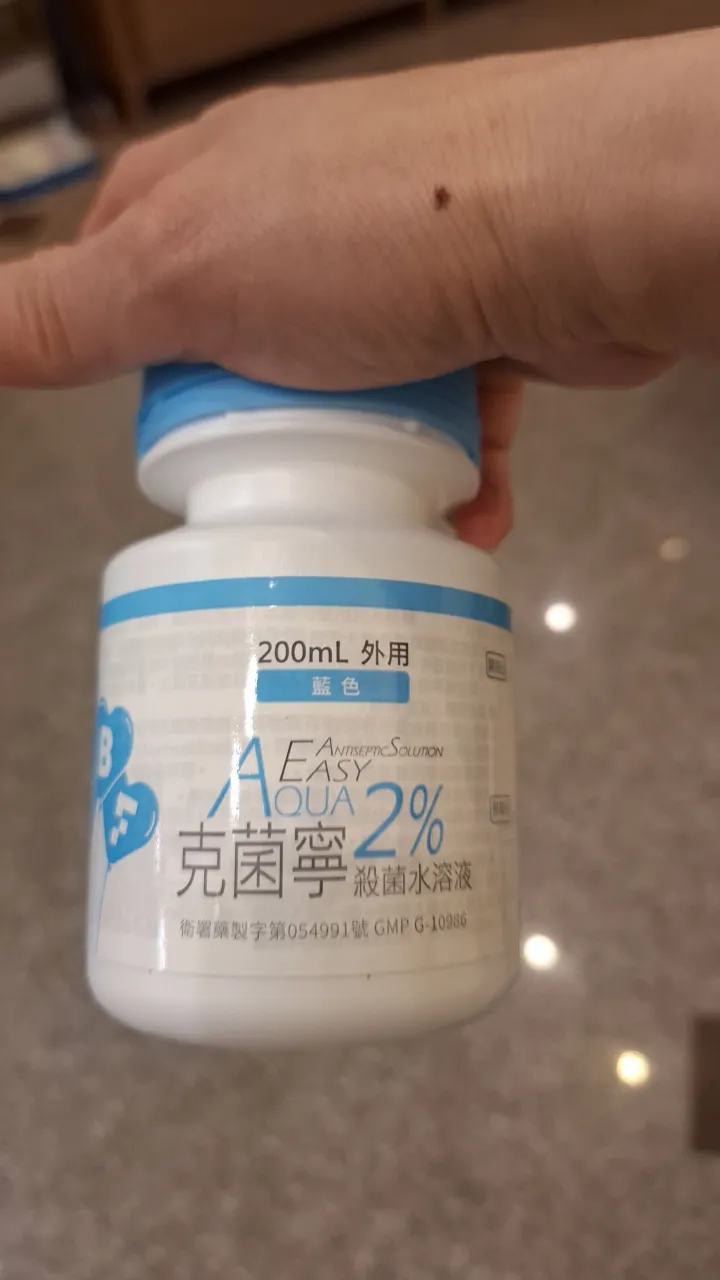 200mL 外用
藍色
ANTISEPTIC SOLUTION
EASY
AQUA 2%
克菌寧 殺菌水溶液
衛署藥製字第054991號 GMP G-10986
B